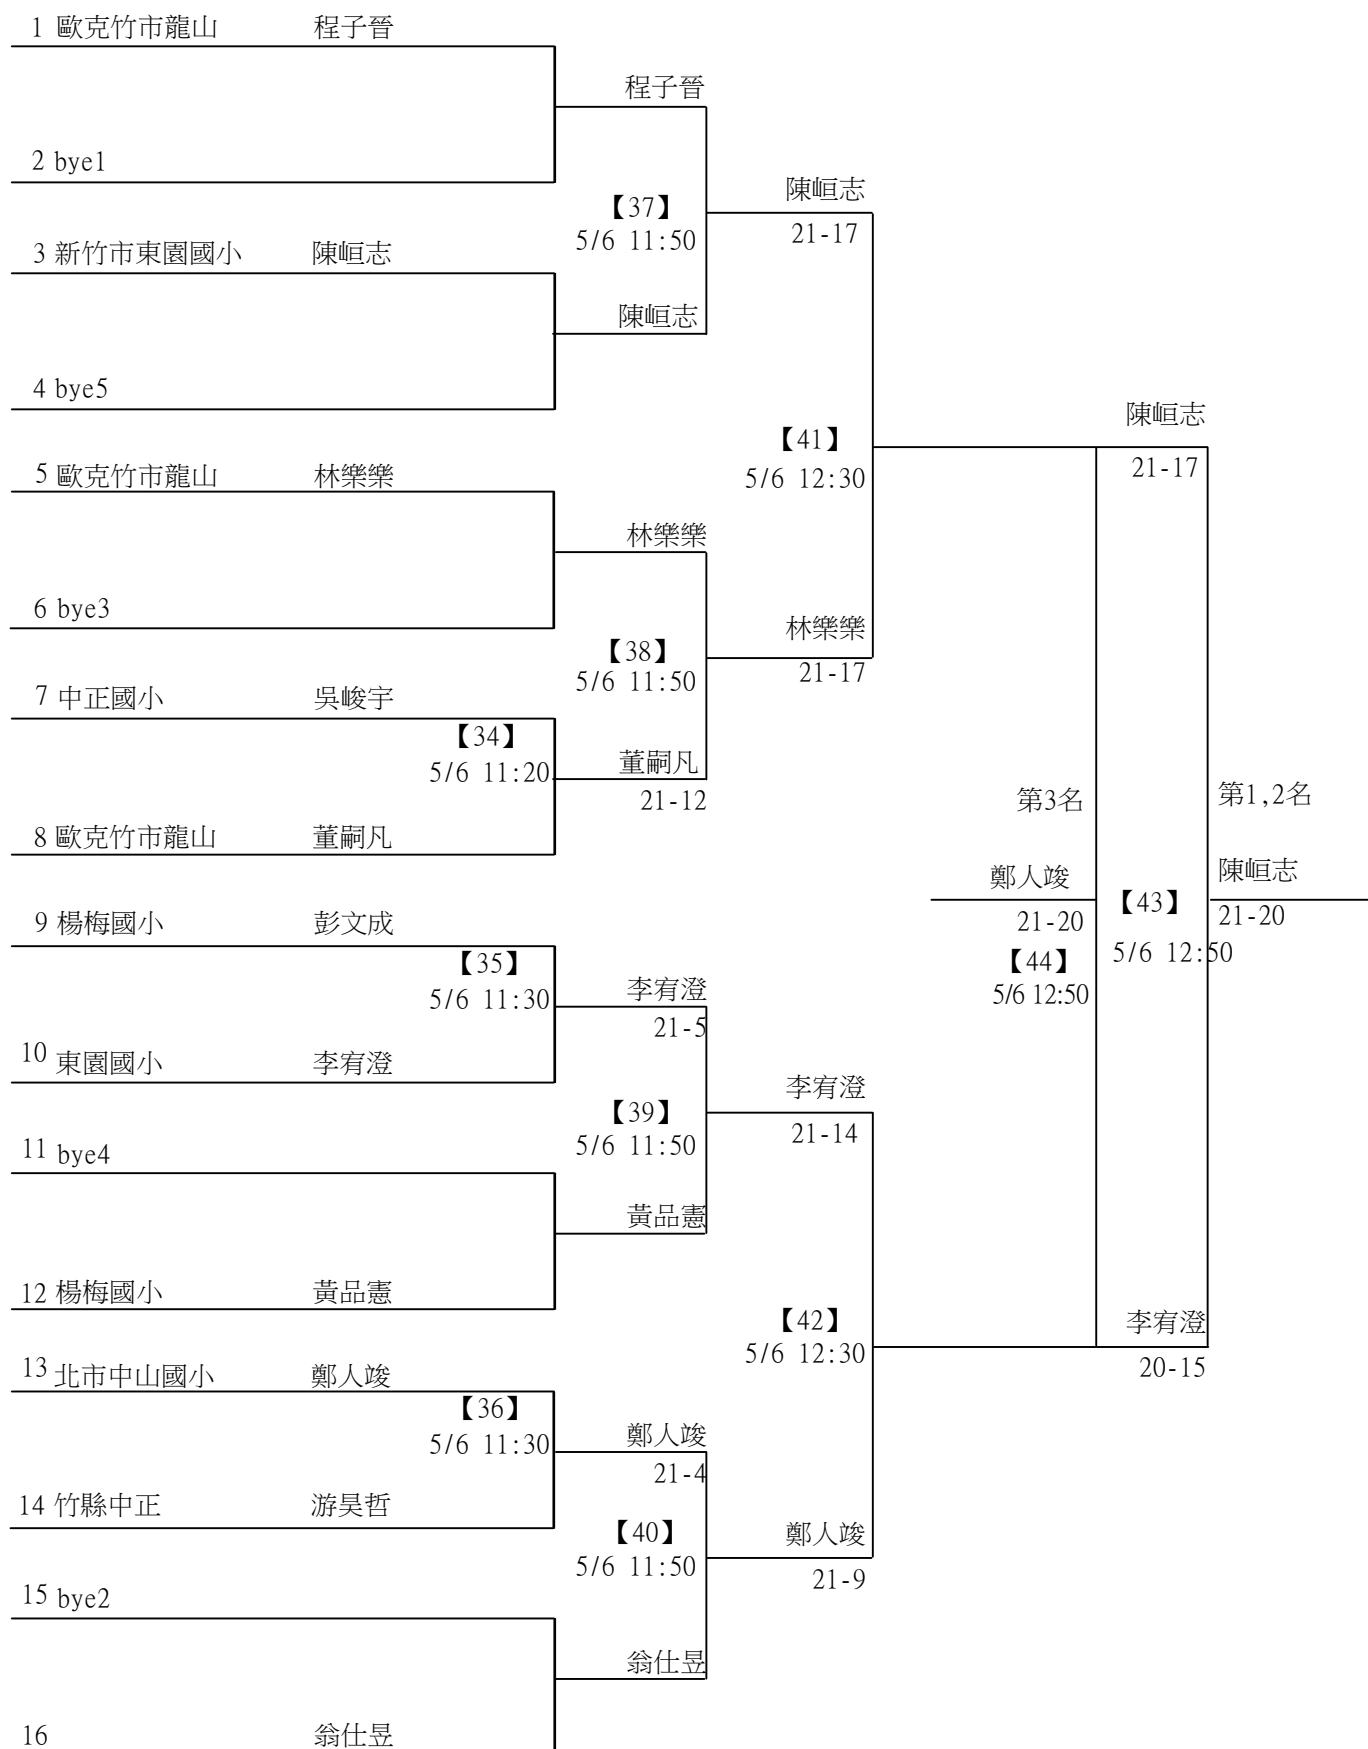 1 歐克竹市龍山 程子晉
程子晉
2 bye1
陳峘志
【37】
21-17
5/6 11:50
3 新竹市東園國小 陳峘志
陳峘志
4 bye5
陳峘志
【41】
21-17
5/6 12:30
5 歐克竹市龍山 林樂樂
林樂樂
6 bye3
林樂樂
【38】
21-17
5/6 11:50
7 中正國小 吳峻宇
【34】
5/6 11:20
董嗣凡
21-12
第3名
第1,2名
8 歐克竹市龍山 董嗣凡
鄭人竣
陳峘志
【43】
21-20
21-20
9 楊梅國小 彭文成
【35】
5/6 11:30
【44】
5/6 12:50
5/6 12:50
李宥澄
21-5
10 東園國小 李宥澄
李宥澄
【39】
21-14
5/6 11:50
11 bye4
黃品憲
12 楊梅國小 黃品憲
【42】
5/6 12:30
李宥澄
20-15
13 北市中山國小 鄭人竣
【36】
5/6 11:30
鄭人竣
21-4
14 竹縣中正 游昊哲
【40】
5/6 11:50
鄭人竣
21-9
15 bye2
翁仕昱
16 翁仕昱